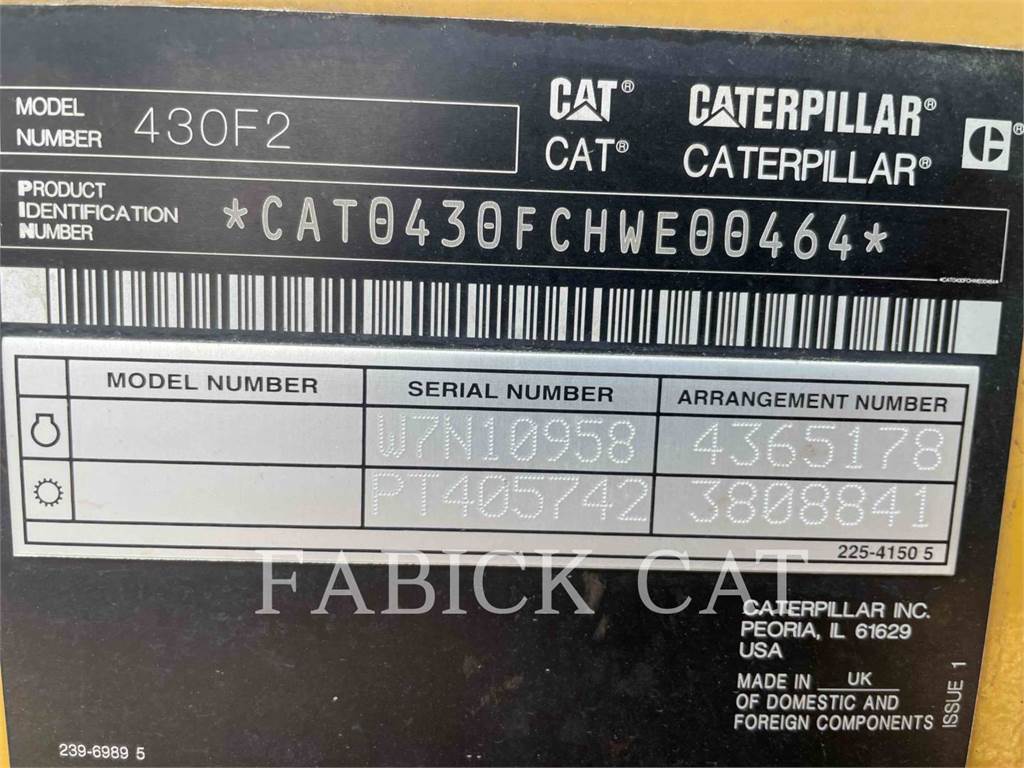 MODEL NUMBER 430F2
CAT® CATERPILLAR®
CAT® CATERPILLAR®
C®
PRODUCT IDENTIFICATION NUMBER *CAT0430FCHWE00464*
*CAT0430FCHWE00464*
MODEL NUMBER SERIAL NUMBER ARRANGEMENT NUMBER
W7N10958 4365178
PT405742 3808841
225-4150 5
FABICK CAT
CATERPILLAR INC.
PEORIA, IL 61629
USA
MADE IN UK
OF DOMESTIC AND
FOREIGN COMPONENTS
ISSUE 1
239-6989 5